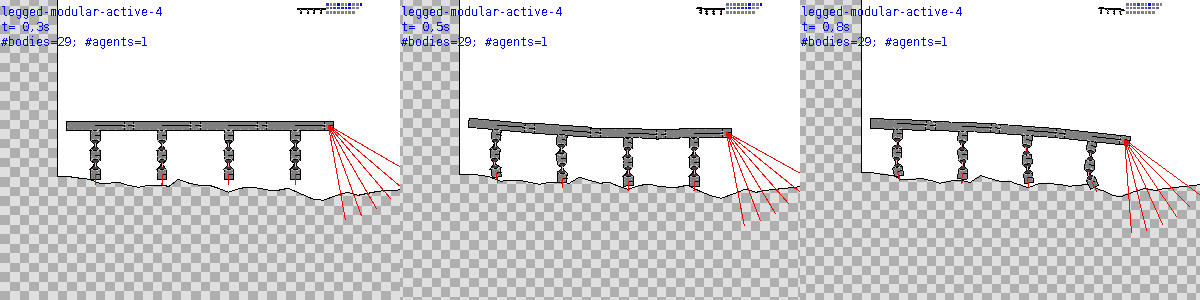 legged-modular-active-4
t= 0,3s
#bodies=29; #agents=1
legged-modular-active-4
t= 0,5s
#bodies=29; #agents=1
legged-modular-active-4
t= 0,8s
#bodies=29; #agents=1